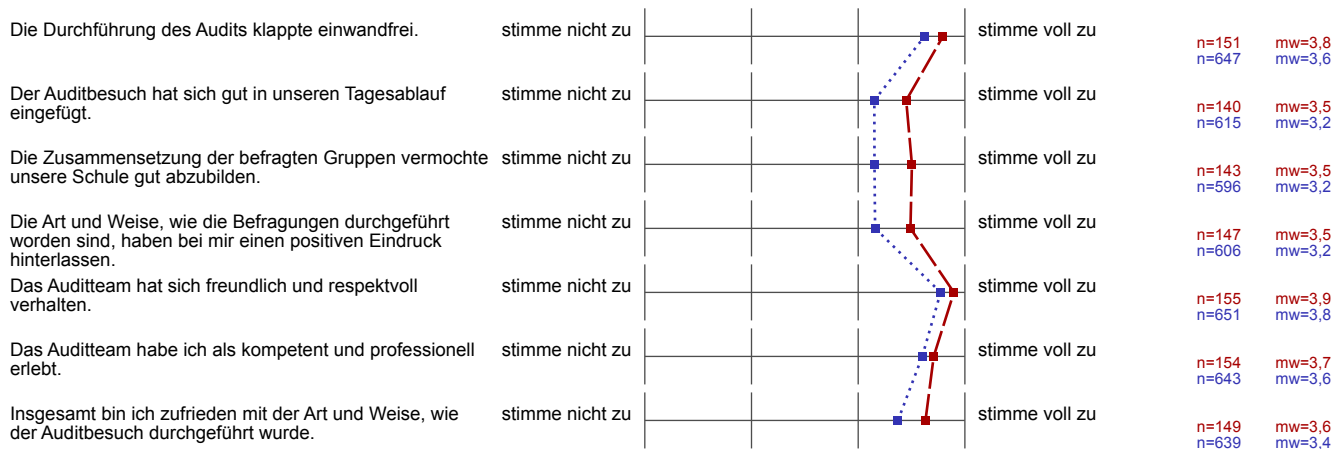 Die Durchführung des Audits klappte einwandfrei. stimme nicht zu stimme voll zu
n=151 mw=3,8
n=647 mw=3,6
Der Auditbesuch hat sich gut in unseren Tagesablauf stimme nicht zu stimme voll zu
eingefügt.
n=140 mw=3,5
n=615 mw=3,2
Die Zusammensetzung der befragten Gruppen vermochte stimme nicht zu stimme voll zu
unsere Schule gut abzubilden.
n=143 mw=3,5
n=596 mw=3,2
Die Art und Weise, wie die Befragungen durchgeführt stimme nicht zu stimme voll zu
worden sind, haben bei mir einen positiven Eindruck
hinterlassen.
n=147 mw=3,5
n=606 mw=3,2
Das Auditteam hat sich freundlich und respektvoll stimme nicht zu stimme voll zu
verhalten.
n=155 mw=3,9
n=651 mw=3,8
Das Auditteam habe ich als kompetent und professionell stimme nicht zu stimme voll zu
erlebt.
n=154 mw=3,7
n=643 mw=3,6
Insgesamt bin ich zufrieden mit der Art und Weise, wie stimme nicht zu stimme voll zu
der Auditbesuch durchgeführt wurde.
n=149 mw=3,6
n=639 mw=3,4